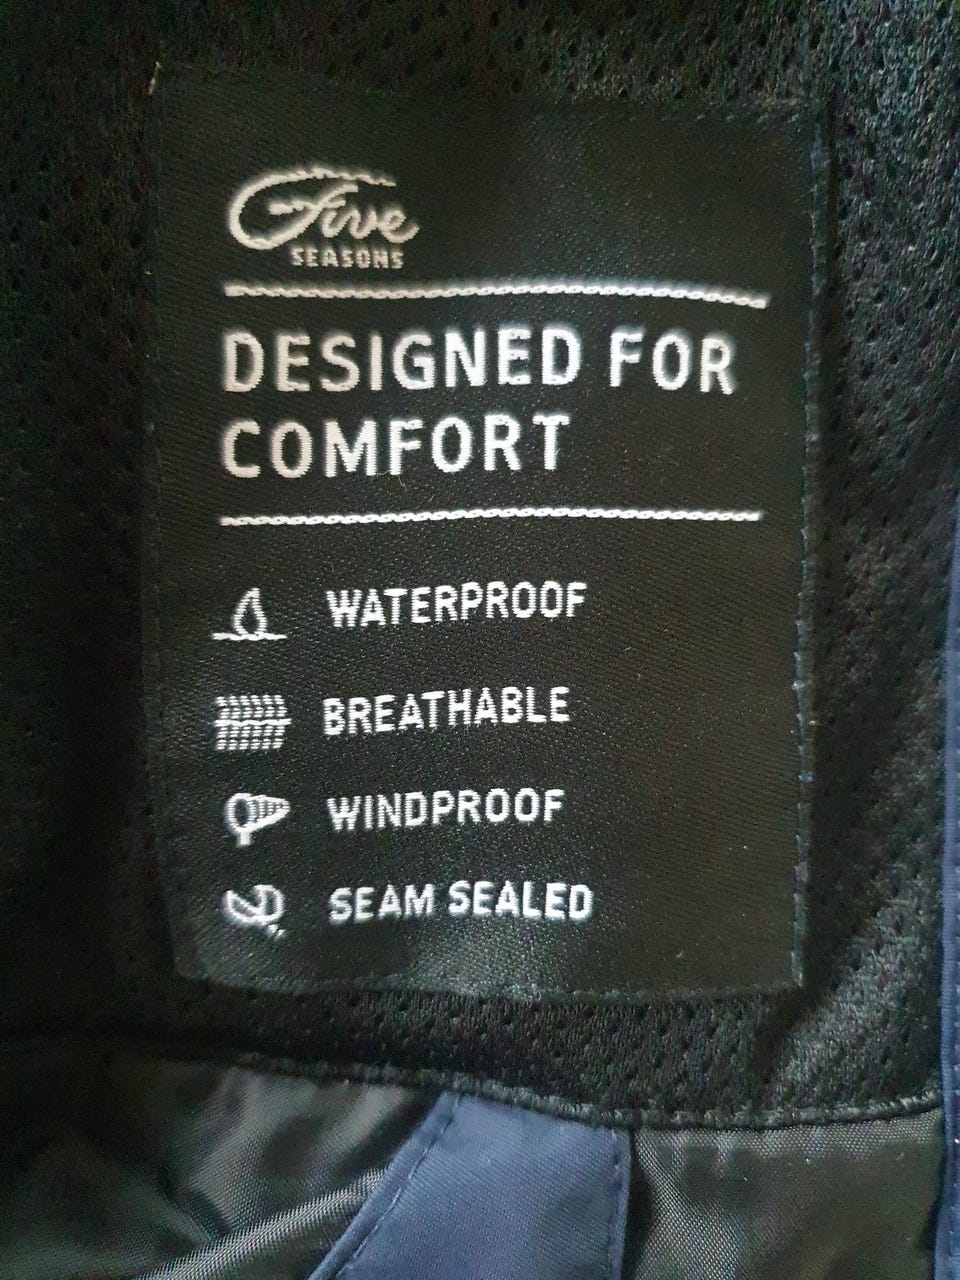 Five
SEASONS
DESIGNED FOR
COMFORT
WATERPROOF
BREATHABLE
WINDPROOF
SEAM SEALED